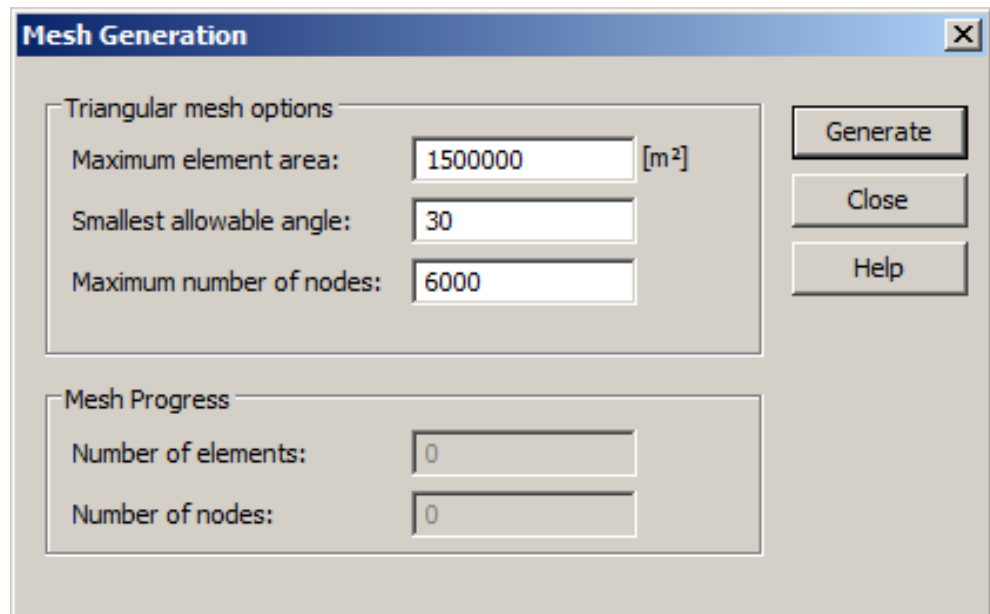 Mesh Generation
Triangular mesh options
Maximum element area: 1500000 [m²]
Smallest allowable angle: 30
Maximum number of nodes: 6000
Generate
Close
Help
Mesh Progress
Number of elements: 0
Number of nodes: 0